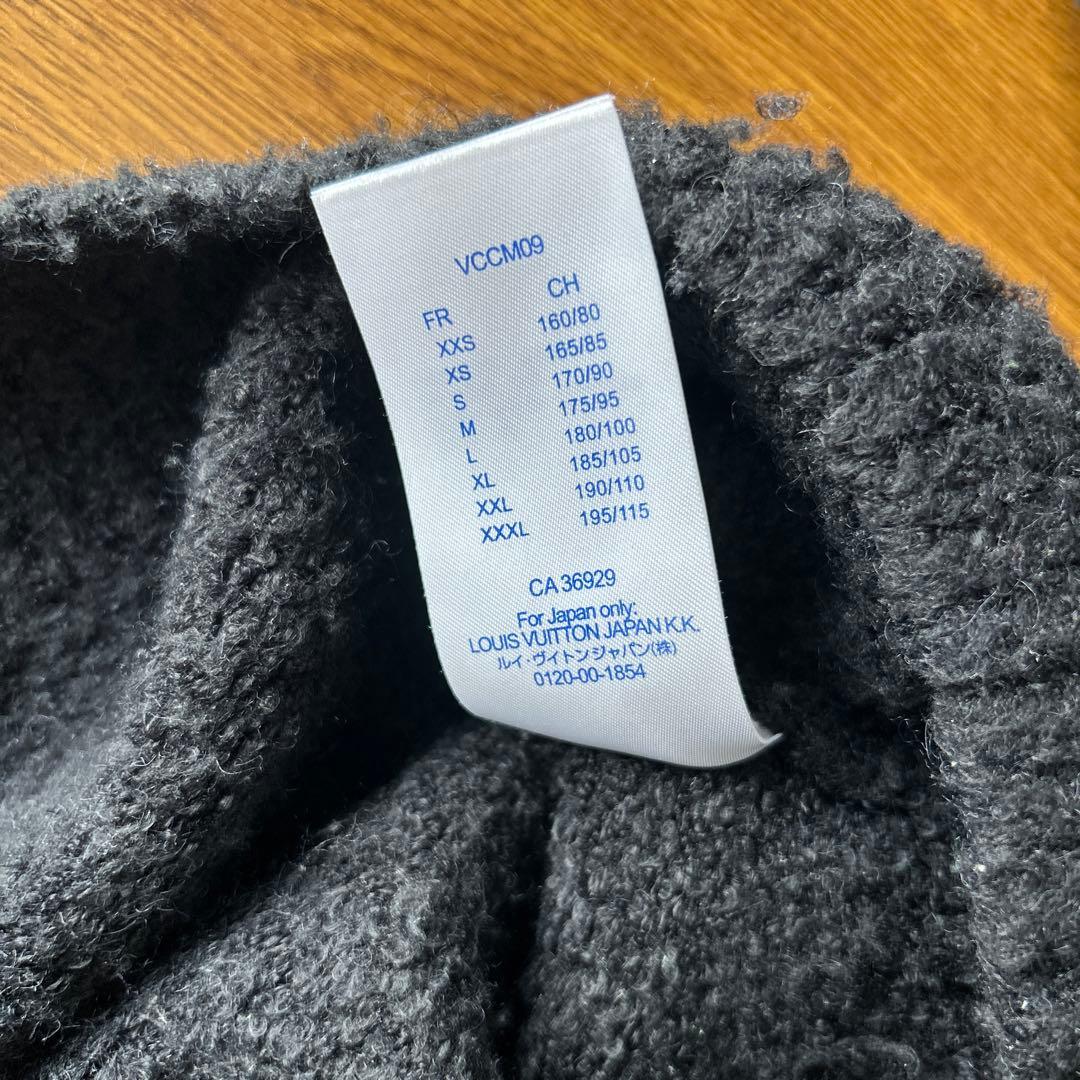 VCCM09
FR CH
XXS 160/80
XS 165/85
S 170/90
M 175/95
L 180/100
XL 185/105
XXL 190/110
XXXL 195/115
CA 36929
For Japan only:
LOUIS VUITTON JAPAN K.K.
ルイ・ヴィトンジャパン(株)
0120-00-1854